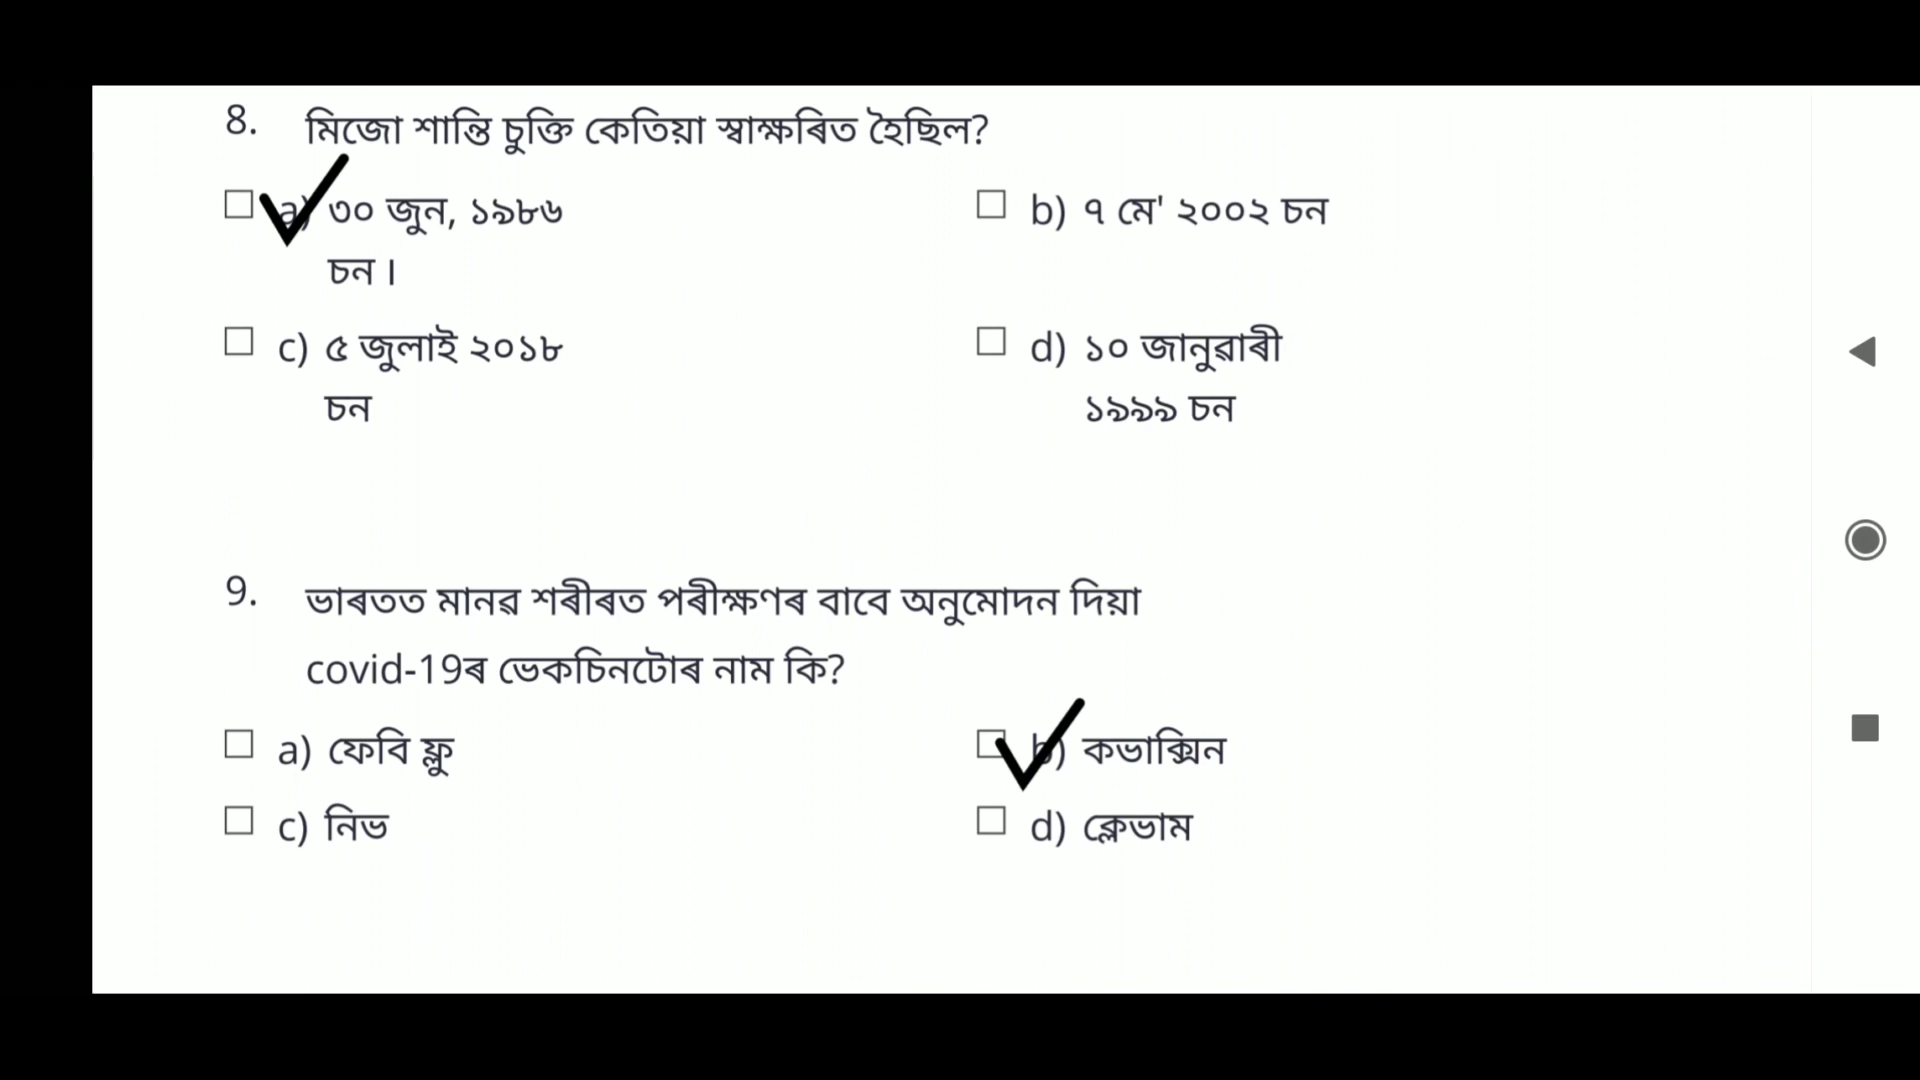 8. মিজো শান্তি চুক্তি কেতিয়া স্বাক্ষৰিত হৈছিল?
a) ৩০ জুন, ১৯৮৬ b) ৭ মে' ২০০২ চন
চন।
c) ৫ জুলাই ২০১৮ d) ১০ জানুৱাৰী
চন ১৯৯৯ চন
9. ভাৰতত মানৱ শৰীৰত পৰীক্ষণৰ বাবে অনুমোদন দিয়া
covid-19ৰ ভেকচিনটোৰ নাম কি?
a) ফেবি ফ্লু b) কভাক্সিন
c) নিভ d) ক্লেভাম